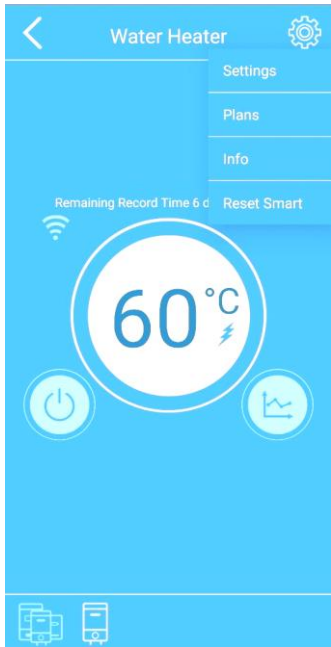 Water Heater
Settings
Plans
Info
Reset Smart
Remaining Record Time 6 d
60°C